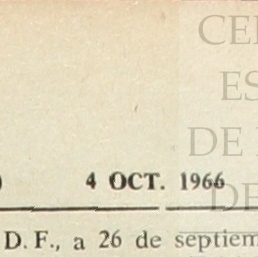 CE
ES
DE
DE
) 4 OCT. 1966
D. F., a 26 de septiem